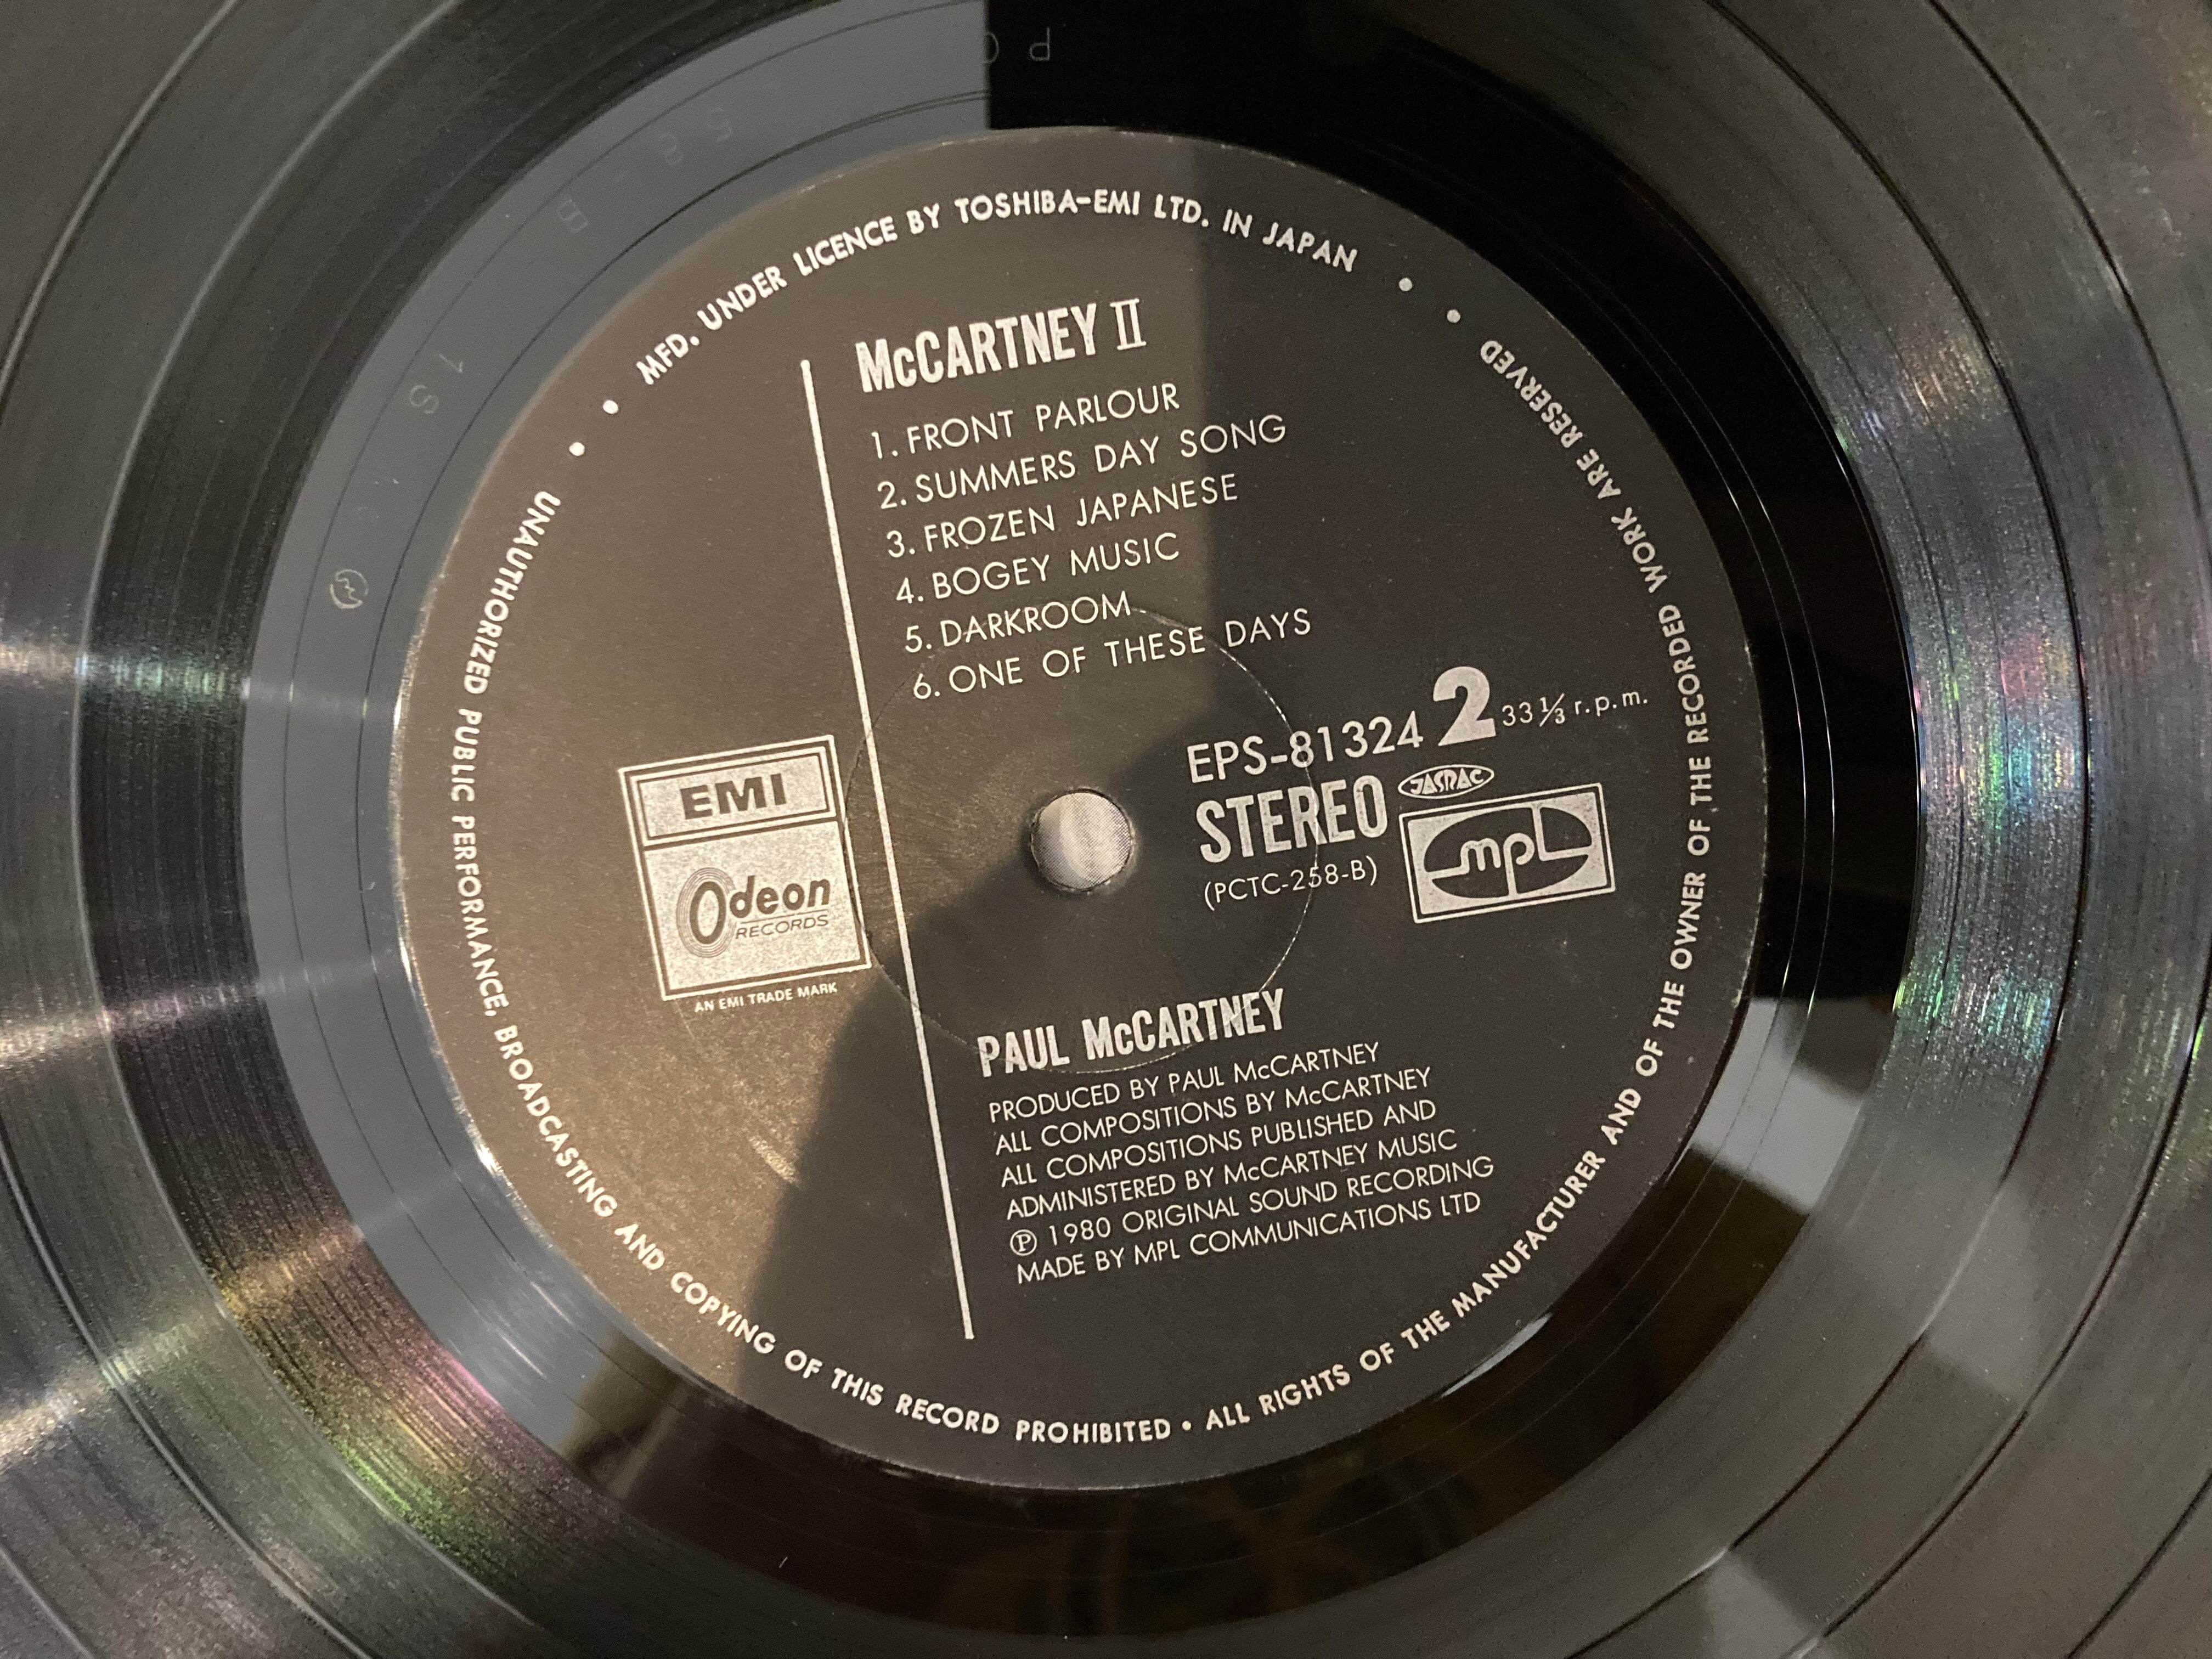 MFD. UNDER LICENCE BY TOSHIBA-EMI LTD. IN JAPAN
McCARTNEY II
1. FRONT PARLOUR
2. SUMMERS DAY SONG
3. FROZEN JAPANESE
4. BOGEY MUSIC
5. DARKROOM
6. ONE OF THESE DAYS
EPS-81324 2 33 1/3 r.p.m.
STEREO JASRAC
(PCTC-258-B)
mpl
EMI
Odeon
RECORDS
AN EMI TRADE MARK
PAUL McCARTNEY
PRODUCED BY PAUL McCARTNEY
ALL COMPOSITIONS BY McCARTNEY
ALL COMPOSITIONS PUBLISHED AND
ADMINISTERED BY McCARTNEY MUSIC
℗ 1980 ORIGINAL SOUND RECORDING
MADE BY MPL COMMUNICATIONS LTD
UNAUTHORIZED PUBLIC PERFORMANCE, BROADCASTING AND COPYING OF THIS RECORD PROHIBITED • ALL RIGHTS OF THE MANUFACTURER AND OF THE OWNER OF THE RECORDED WORK ARE RESERVED